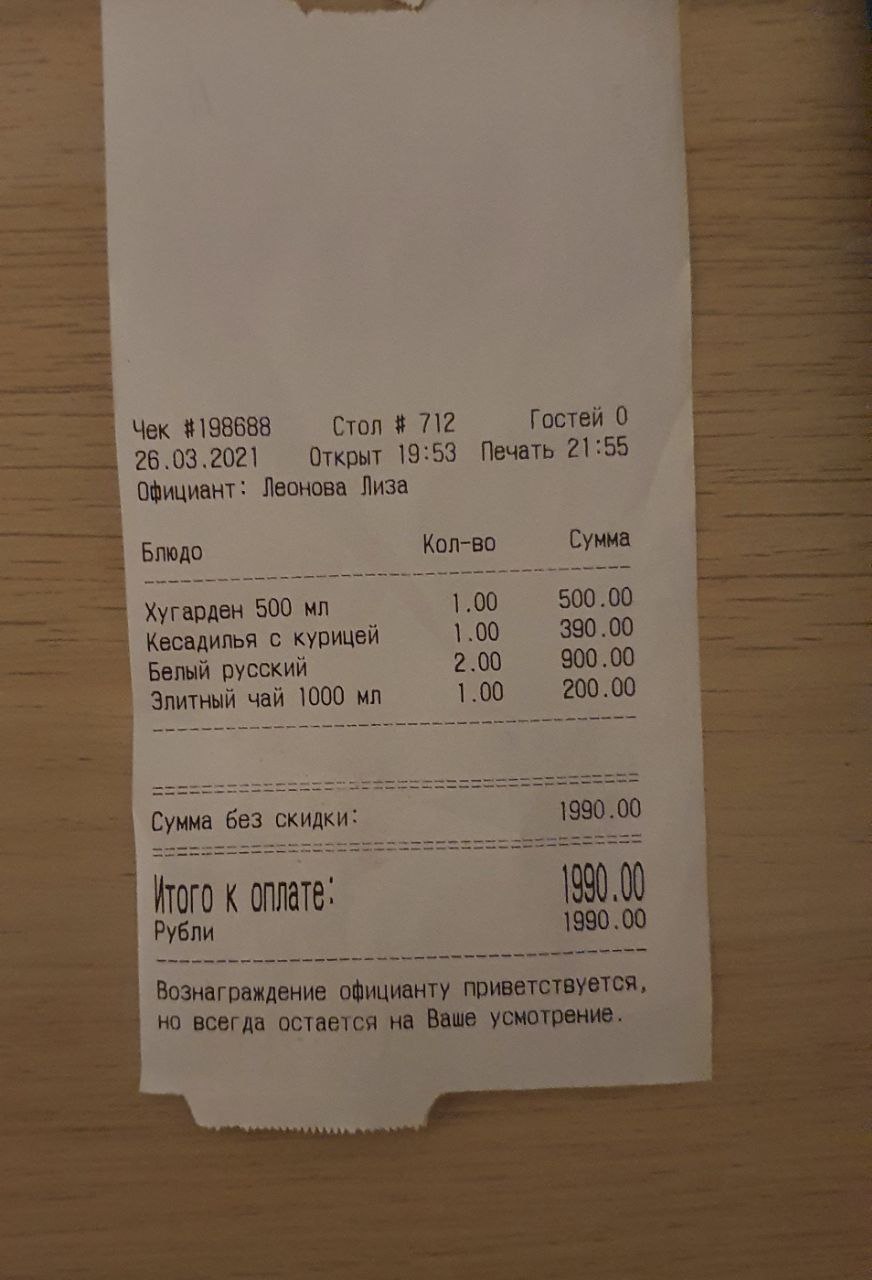 Чек #198688 Стол # 712 Гостей 0
26.03.2021 Открыт 19:53 Печать 21:55
Официант: Леонова Лиза
Блюдо Кол-во Сумма
Хугарден 500 мл 1.00 500.00
Кесадилья с курицей 1.00 390.00
Белый русский 2.00 900.00
Элитный чай 1000 мл 1.00 200.00
Сумма без скидки: 1990.00
Итого к оплате: 1990.00
Рубли 1990.00
Вознаграждение официанту приветствуется,
но всегда остается на Ваше усмотрение.